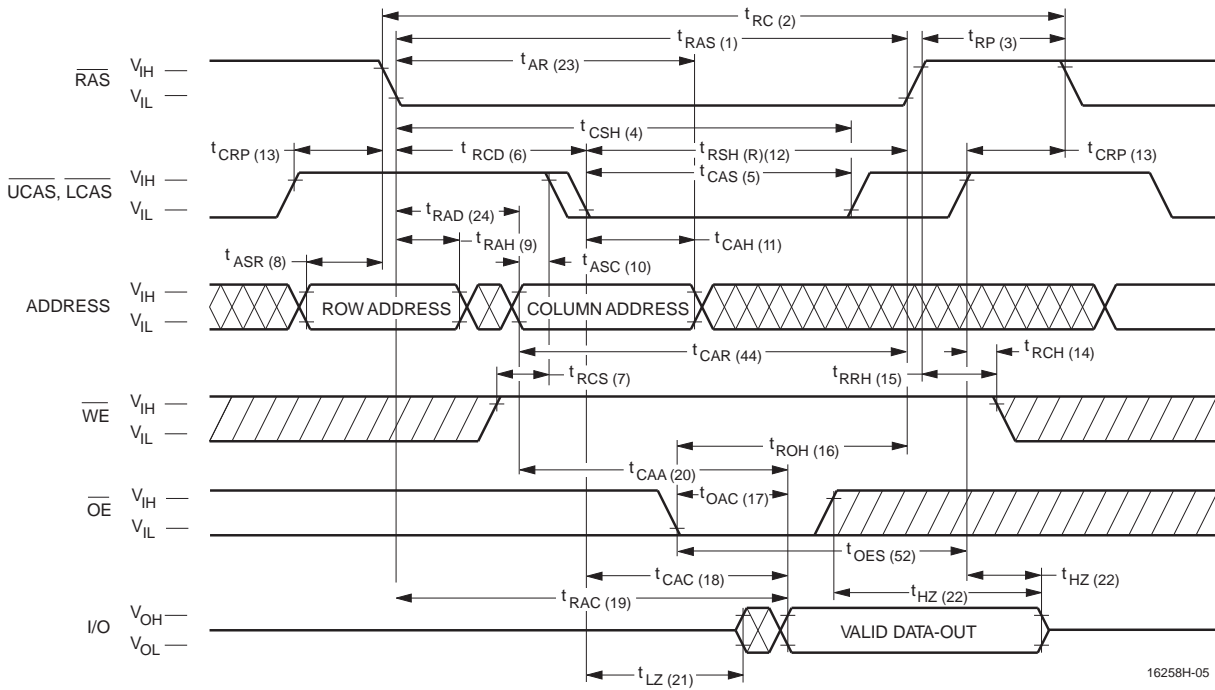 tRC (2)
tRAS (1)
tRP (3)
tAR (23)
RAS
VIH
VIL
tCSH (4)
tCRP (13)
tRCD (6)
tRSH (R)(12)
tCRP (13)
tCAS (5)
UCAS, LCAS
VIH
VIL
tRAD (24)
tRAH (9)
tCAH (11)
tASR (8)
tASC (10)
ADDRESS
VIH
VIL
ROW ADDRESS
COLUMN ADDRESS
tCAR (44)
tRCH (14)
tRCS (7)
tRRH (15)
WE
VIH
VIL
tROH (16)
tCAA (20)
tOAC (17)
OE
VIH
VIL
tOES (52)
tCAC (18)
tHZ (22)
tRAC (19)
tHZ (22)
I/O
VOH
VOL
VALID DATA-OUT
tLZ (21)
16258H-05